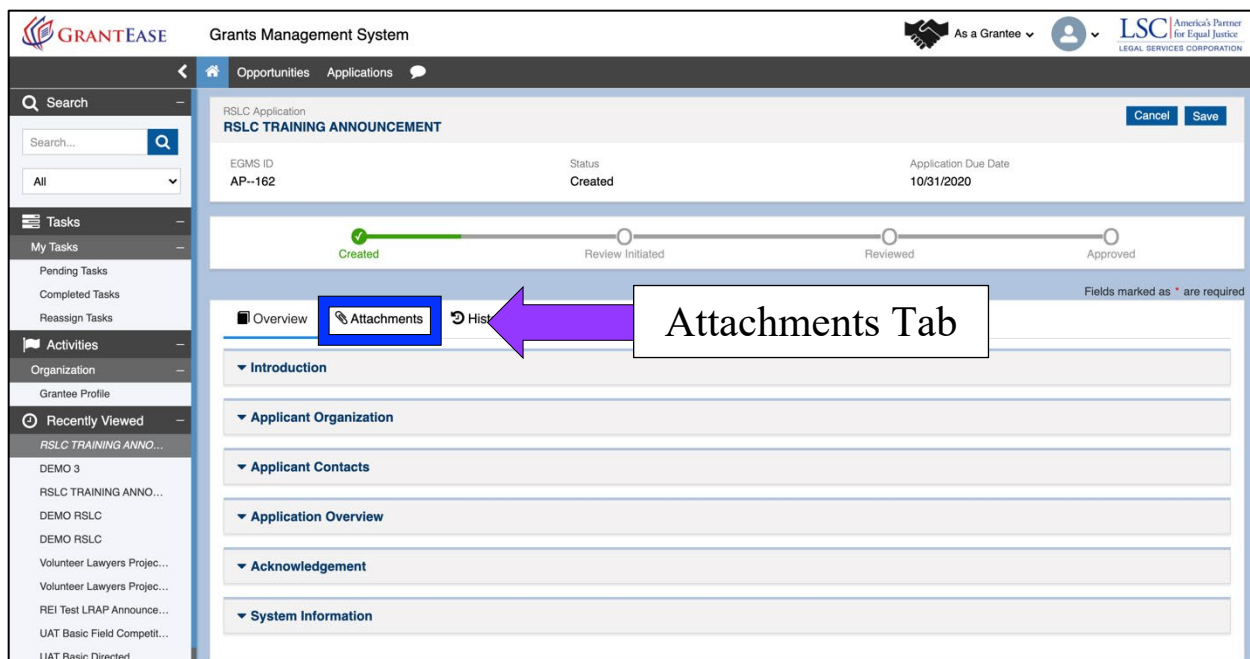 GRANTEASE
Grants Management System
As a Grantee
LSC America's Partner
for Equal Justice
LEGAL SERVICES CORPORATION
Opportunities Applications
Search
Search...
All
Tasks
My Tasks
Pending Tasks
Completed Tasks
Reassign Tasks
Activities
Organization
Grantee Profile
Recently Viewed
RSLC TRAINING ANNO...
DEMO 3
RSLC TRAINING ANNO...
DEMO RSLC
DEMO RSLC
Volunteer Lawyers Projec...
Volunteer Lawyers Projec...
REI Test LRAP Announce...
UAT Basic Field Competit...
UAT Basic Directed
RSLC Application
RSLC TRAINING ANNOUNCEMENT
Cancel Save
EGMS ID Status Application Due Date
AP--162 Created 10/31/2020
Created Review Initiated Reviewed Approved
Fields marked as * are required
Overview Attachments Hist
Attachments Tab
Introduction
Applicant Organization
Applicant Contacts
Application Overview
Acknowledgement
System Information